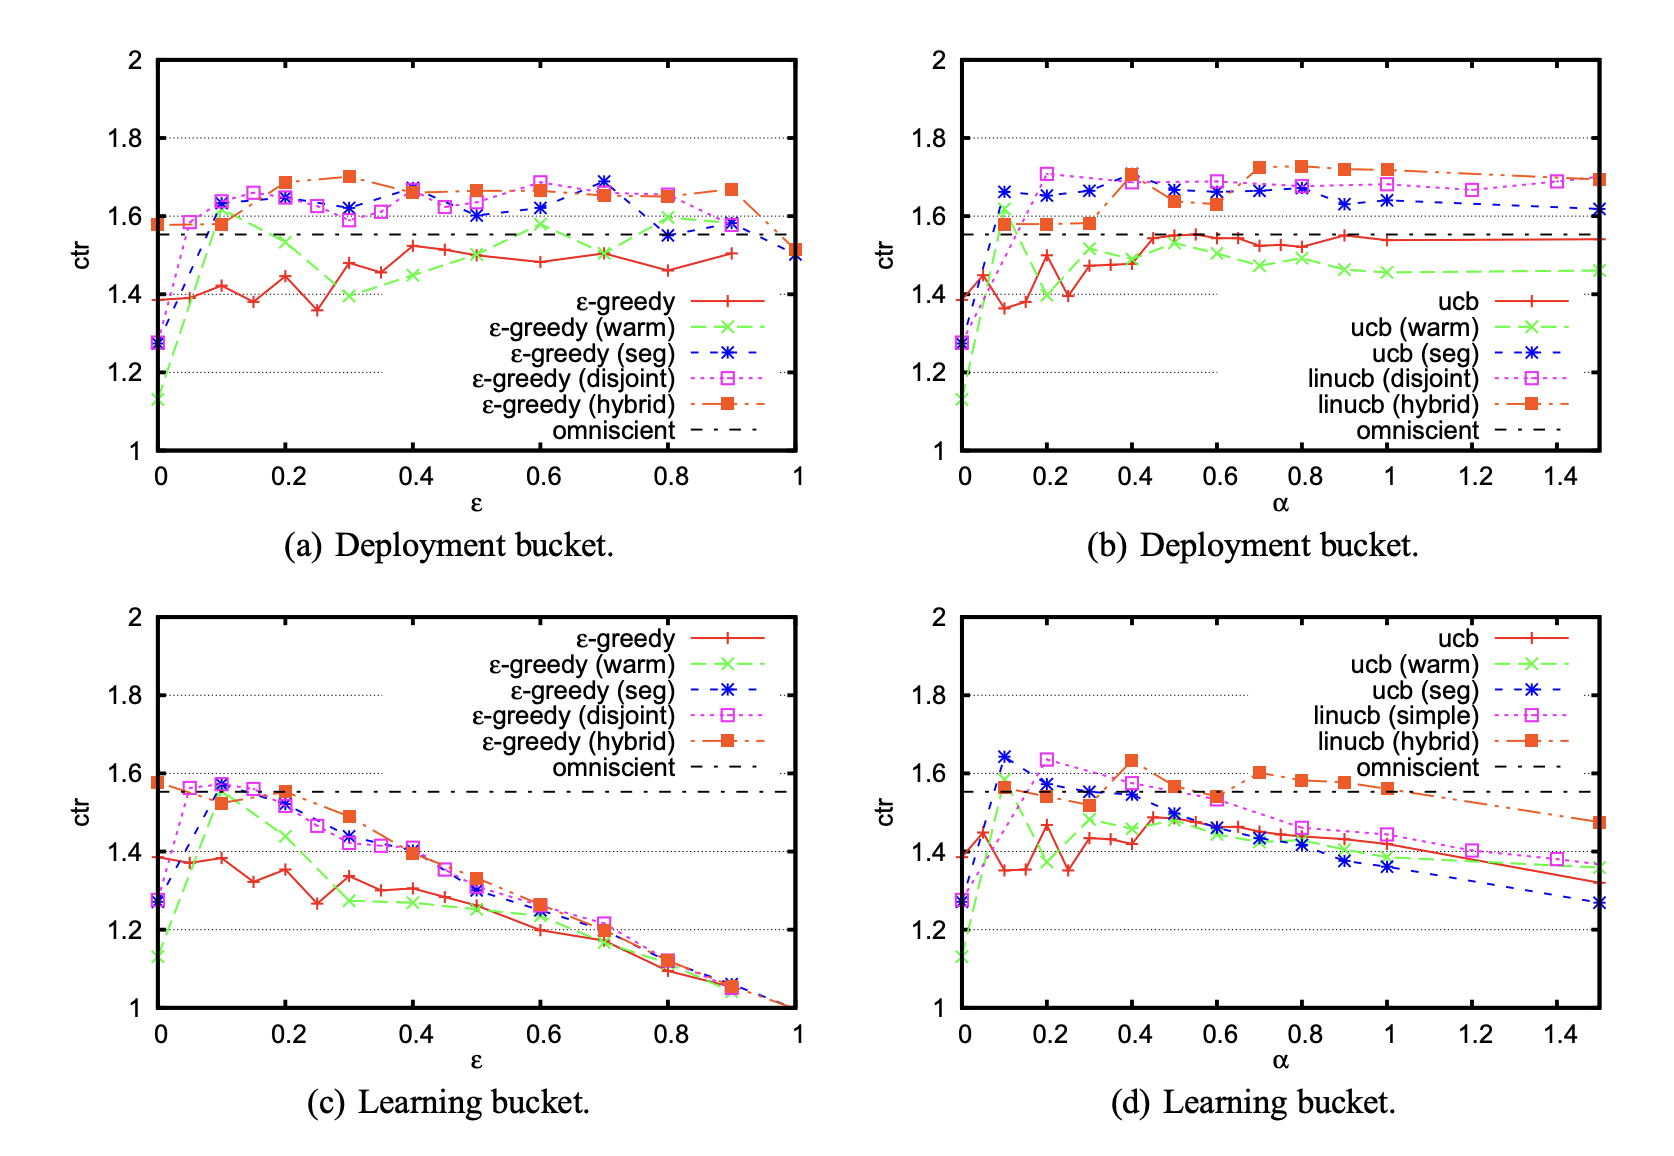 2
1.8
1.6
1.4
1.2
1
ctr
0 0.2 0.4 0.6 0.8 1
ε
ε-greedy
ε-greedy (warm)
ε-greedy (seg)
ε-greedy (disjoint)
ε-greedy (hybrid)
omniscient
(a) Deployment bucket.
2
1.8
1.6
1.4
1.2
1
ctr
0 0.2 0.4 0.6 0.8 1 1.2 1.4
α
ucb
ucb (warm)
ucb (seg)
linucb (disjoint)
linucb (hybrid)
omniscient
(b) Deployment bucket.
2
1.8
1.6
1.4
1.2
1
ctr
0 0.2 0.4 0.6 0.8 1
ε
ε-greedy
ε-greedy (warm)
ε-greedy (seg)
ε-greedy (disjoint)
ε-greedy (hybrid)
omniscient
(c) Learning bucket.
2
1.8
1.6
1.4
1.2
1
ctr
0 0.2 0.4 0.6 0.8 1 1.2 1.4
α
ucb
ucb (warm)
ucb (seg)
linucb (simple)
linucb (hybrid)
omniscient
(d) Learning bucket.